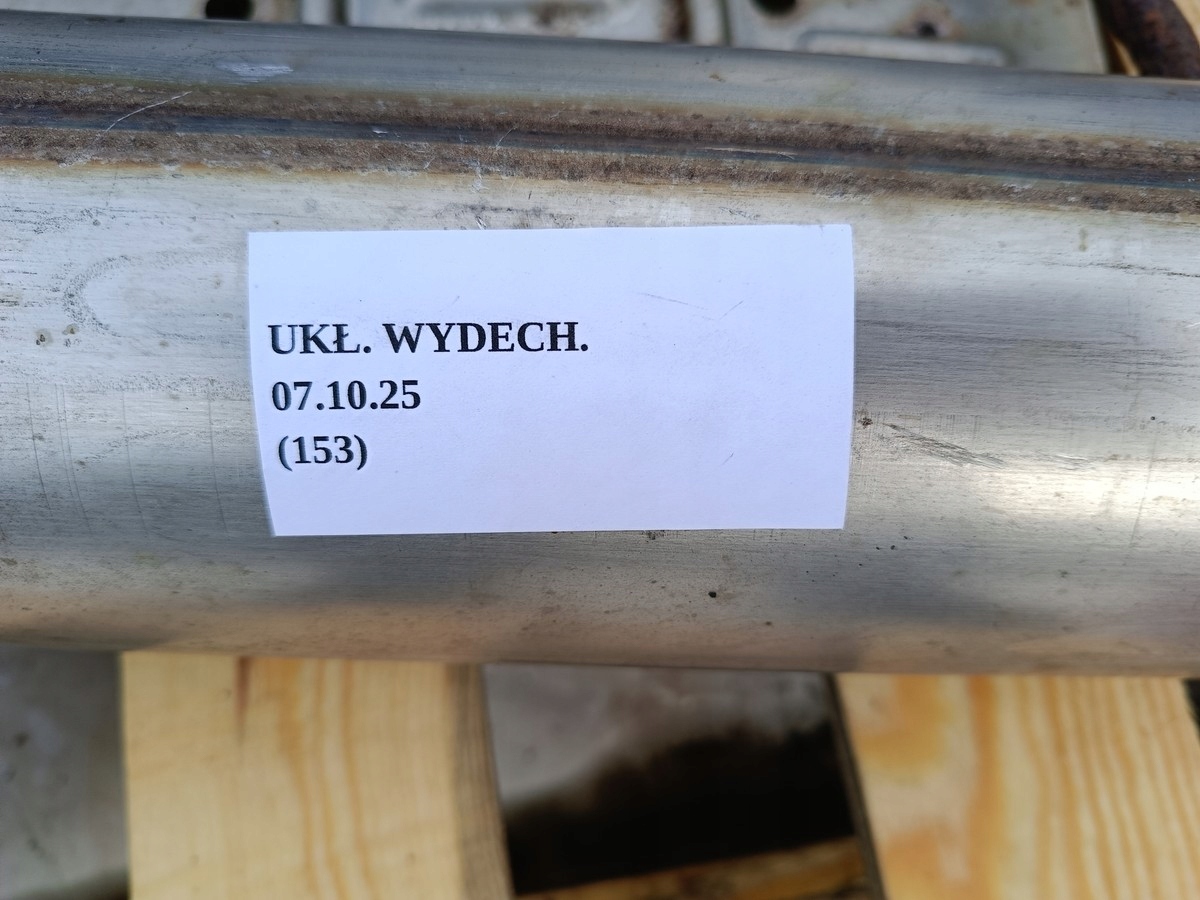 UKŁ. WYDECH.
07.10.25
(153)